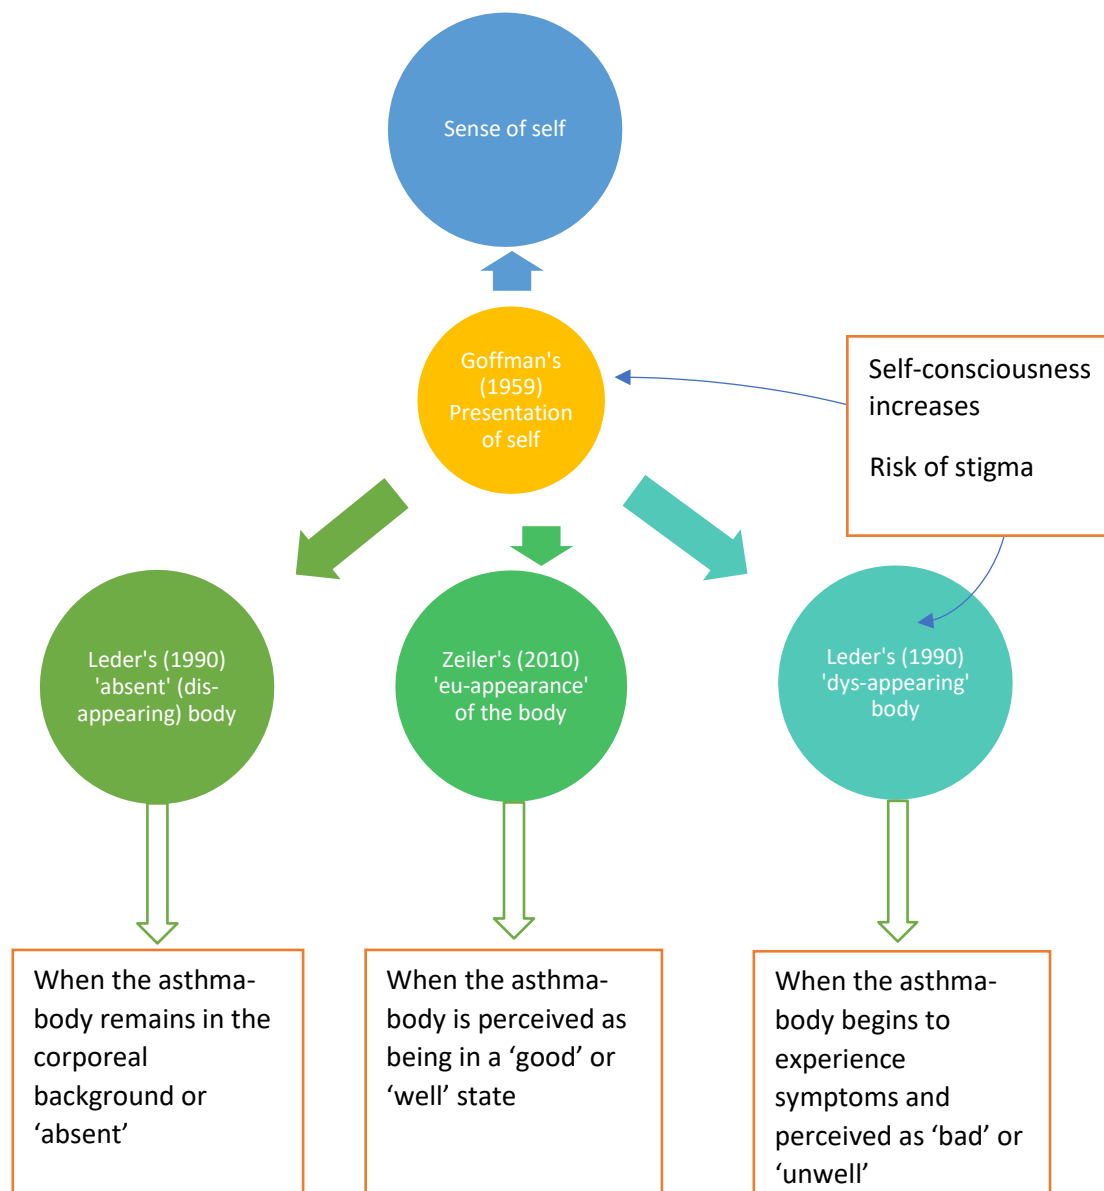 Sense of self
Goffman's
(1959)
Presentation
of self
Self-consciousness
increases
Risk of stigma
Leder's (1990)
'absent' (dis-
appearing) body
Zeiler's (2010)
'eu-appearance'
of the body
Leder's (1990)
'dys-appearing'
body
When the asthma-
body remains in the
corporeal
background or
‘absent’
When the asthma-
body is perceived as
being in a ‘good’ or
‘well’ state
When the asthma-
body begins to
experience
symptoms and
perceived as ‘bad’ or
‘unwell’